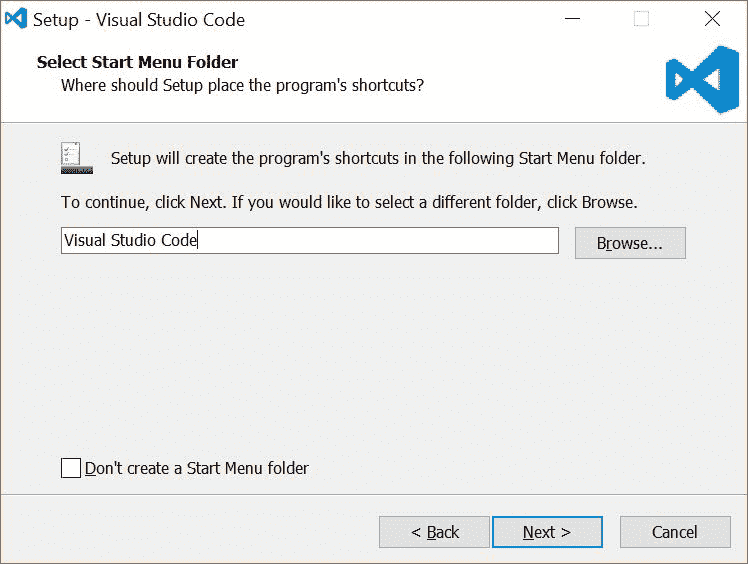 Setup - Visual Studio Code
Select Start Menu Folder
Where should Setup place the program's shortcuts?
Setup will create the program's shortcuts in the following Start Menu folder.
To continue, click Next. If you would like to select a different folder, click Browse.
Visual Studio Code
Browse...
Don't create a Start Menu folder
< Back
Next >
Cancel